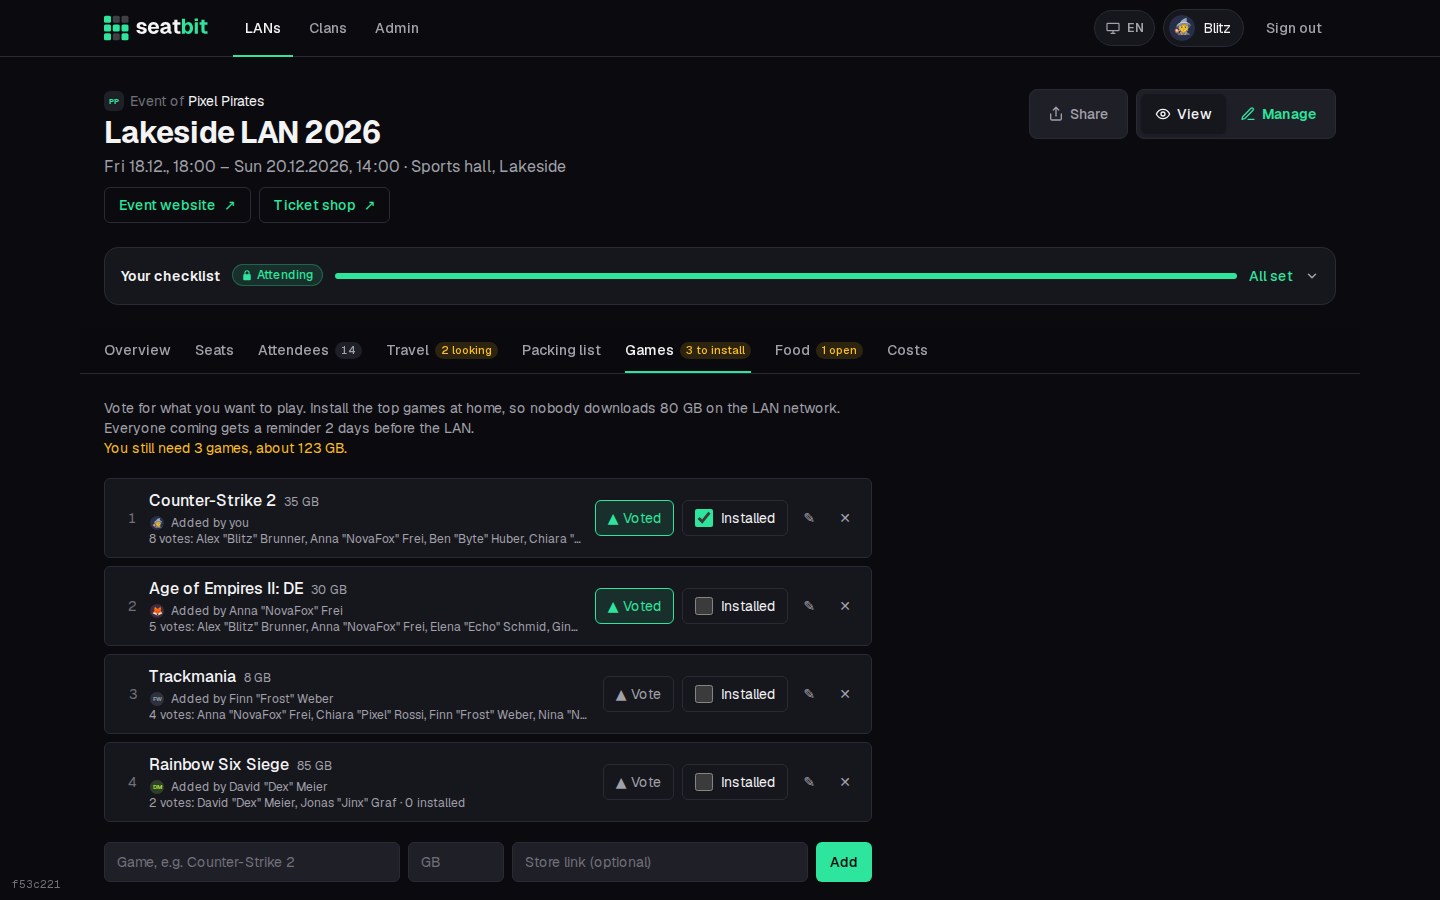 seatbit
LANs
Clans
Admin
EN
Blitz
Sign out
PP
Event of Pixel Pirates
Lakeside LAN 2026
Fri 18.12., 18:00 – Sun 20.12.2026, 14:00 · Sports hall, Lakeside
Share
View
Manage
Event website ↗
Ticket shop ↗
Your checklist
Attending
All set
Overview
Seats
Attendees 14
Travel 2 looking
Packing list
Games 3 to install
Food 1 open
Costs
Vote for what you want to play. Install the top games at home, so nobody downloads 80 GB on the LAN network.
Everyone coming gets a reminder 2 days before the LAN.
You still need 3 games, about 123 GB.
1
Counter-Strike 2 35 GB
Added by you
8 votes: Alex "Blitz" Brunner, Anna "NovaFox" Frei, Ben "Byte" Huber, Chiara "…
▲ Voted
Installed
✎ ✕
2
Age of Empires II: DE 30 GB
Added by Anna "NovaFox" Frei
5 votes: Alex "Blitz" Brunner, Anna "NovaFox" Frei, Elena "Echo" Schmid, Gin…
▲ Voted
Installed
✎ ✕
3
Trackmania 8 GB
FW Added by Finn "Frost" Weber
4 votes: Anna "NovaFox" Frei, Chiara "Pixel" Rossi, Finn "Frost" Weber, Nina "N…
▲ Vote
Installed
✎ ✕
4
Rainbow Six Siege 85 GB
DM Added by David "Dex" Meier
2 votes: David "Dex" Meier, Jonas "Jinx" Graf · 0 installed
▲ Vote
Installed
✎ ✕
Game, e.g. Counter-Strike 2
GB
Store link (optional)
Add
f53c221